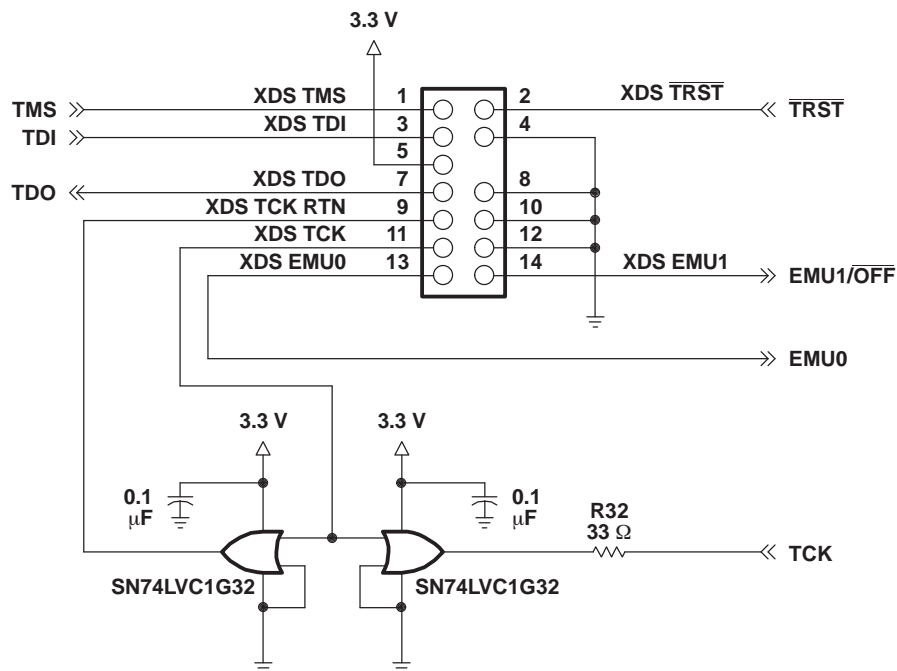 3.3 V
XDS TMS 1 2 XDS TRST
TMS TRST
XDS TDI 3 4
TDI
5
XDS TDO 7 8
TDO
XDS TCK RTN 9 10
XDS TCK 11 12
XDS EMU0 13 14 XDS EMU1
EMU1/OFF
EMU0
3.3 V 3.3 V
0.1 μF
0.1 μF
R32
33 Ω
TCK
SN74LVC1G32 SN74LVC1G32